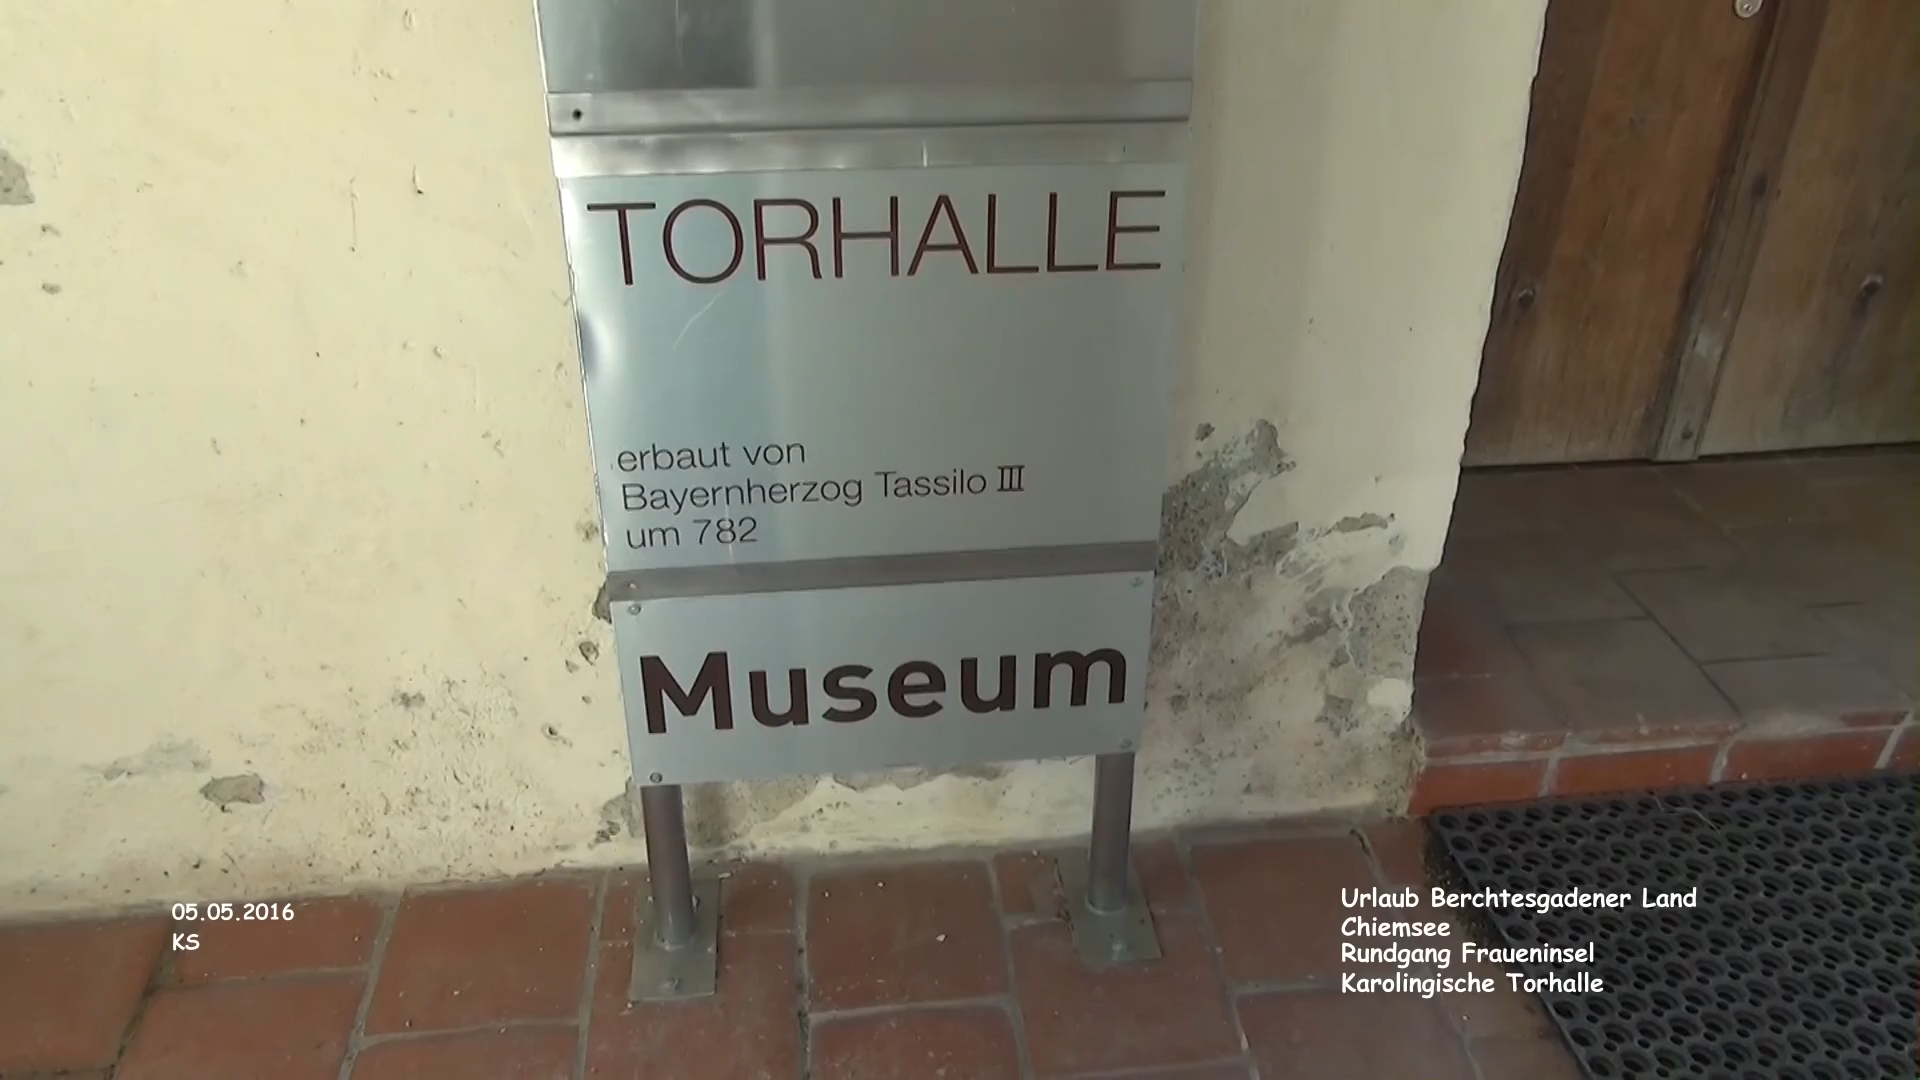 TORHALLE
erbaut von
Bayernherzog Tassilo III
um 782
Museum
05.05.2016
KS
Urlaub Berchtesgadener Land
Chiemsee
Rundgang Fraueninsel
Karolingische Torhalle